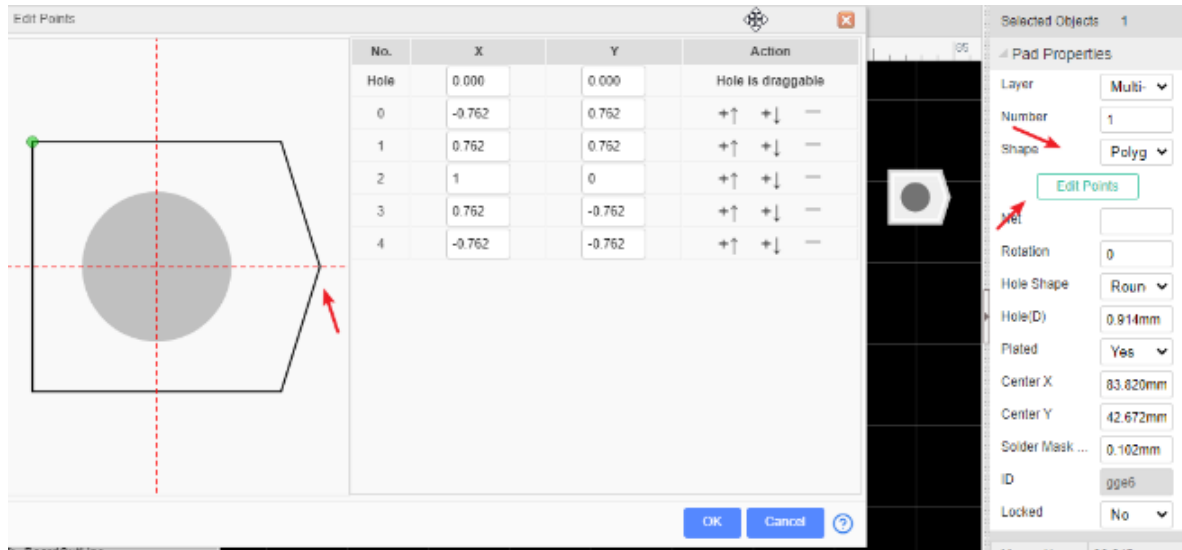 Edit Points
No. X Y Action
Hole 0.000 0.000 Hole is draggable
0 -0.762 0.762
1 0.762 0.762
2 1 0
3 0.762 -0.762
4 -0.762 -0.762
OK Cancel ?
85
Selected Objects 1
Pad Properties
Layer Multi-
Number 1
Shape Polyg
Edit Points
Net
Rotation 0
Hole Shape Roun
Hole(D) 0.914mm
Plated Yes
Center X 83.820mm
Center Y 42.672mm
Solder Mask ... 0.102mm
ID gge6
Locked No